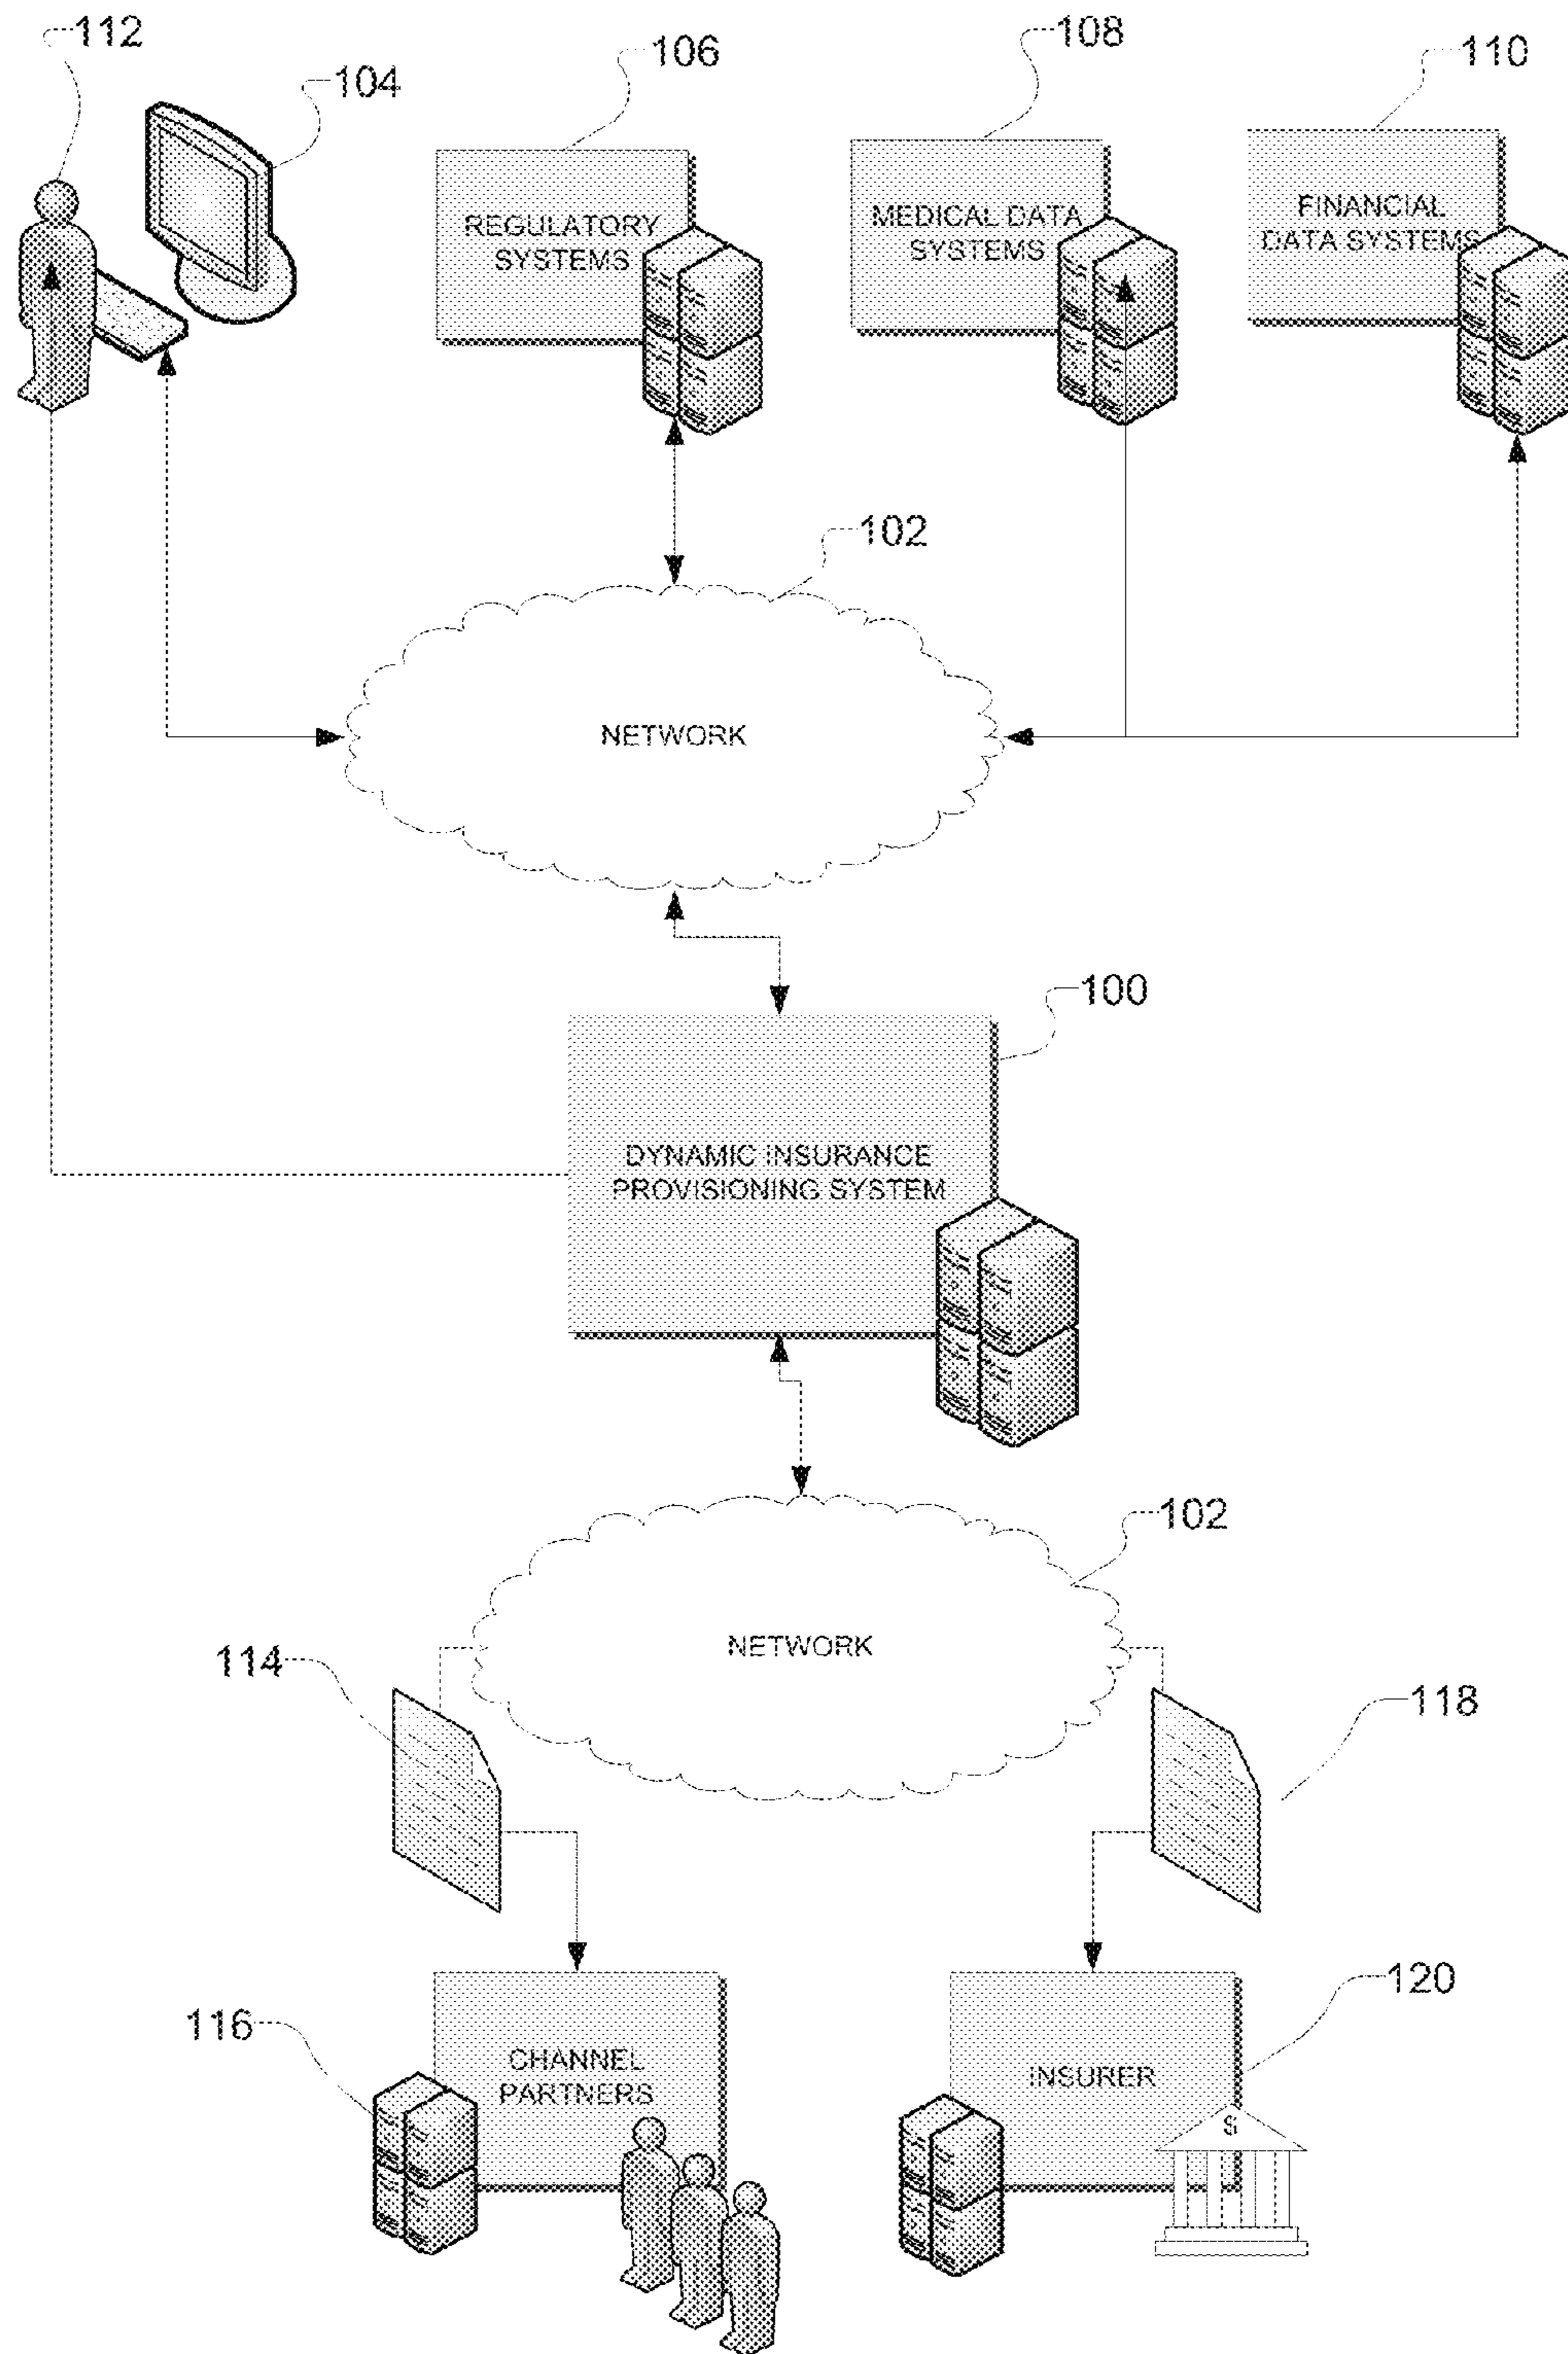 112
104
106
108
110
REGULATORY
SYSTEMS
MEDICAL DATA
SYSTEMS
FINANCIAL
DATA SYSTEMS
102
NETWORK
100
DYNAMIC INSURANCE
PROVISIONING SYSTEM
102
NETWORK
114
118
116
CHANNEL
PARTNERS
INSURER
120
$